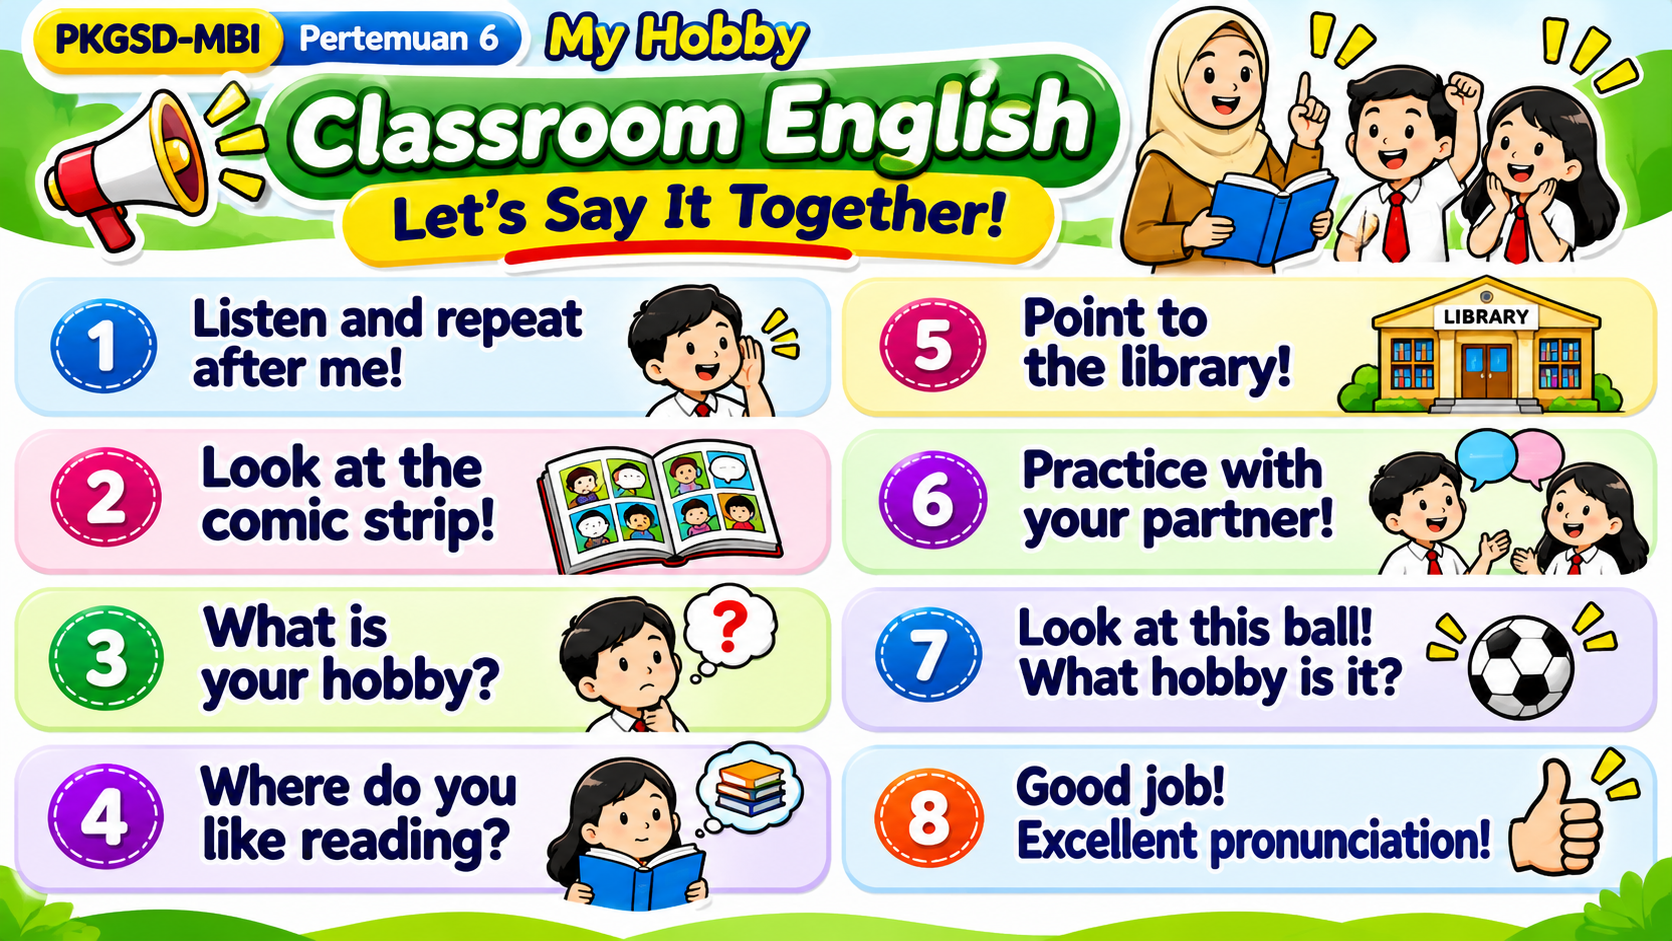 PKGSD-MBI
Pertemuan 6
My Hobby
Classroom English
Let's Say It Together!
1
Listen and repeat
after me!
2
Look at the
comic strip!
3
What is
your hobby?
?
4
Where do you
like reading?
5
Point to
the library!
LIBRARY
6
Practice with
your partner!
7
Look at this ball!
What hobby is it?
8
Good job!
Excellent pronunciation!